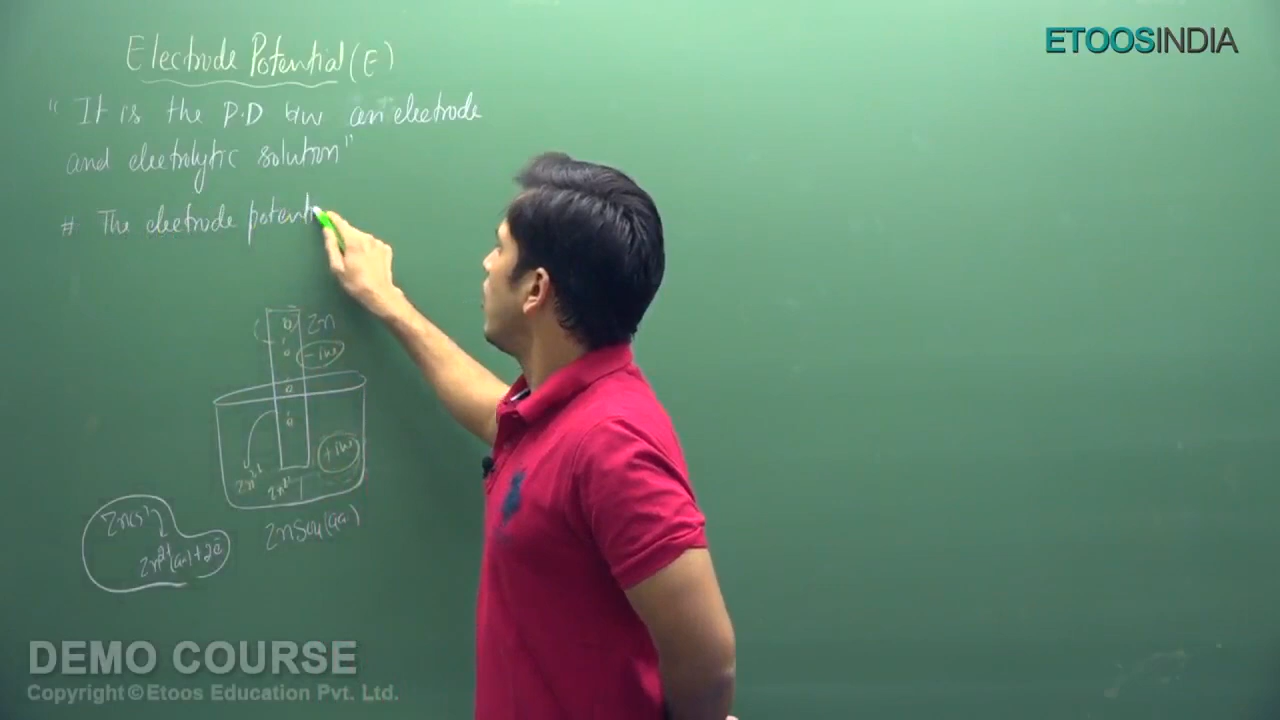 ETOOSINDIA
Electrode Potential (E)
"It is the P.D b/w an electrode
and electrolytic solution"
# The electrode potenti
Zn
-ive
+ive
Zn2+
Zn2+
ZnSO4(aq)
Zn(s)
Zn2+(aq) + 2e-
DEMO COURSE
Copyright © Etoos Education Pvt. Ltd.